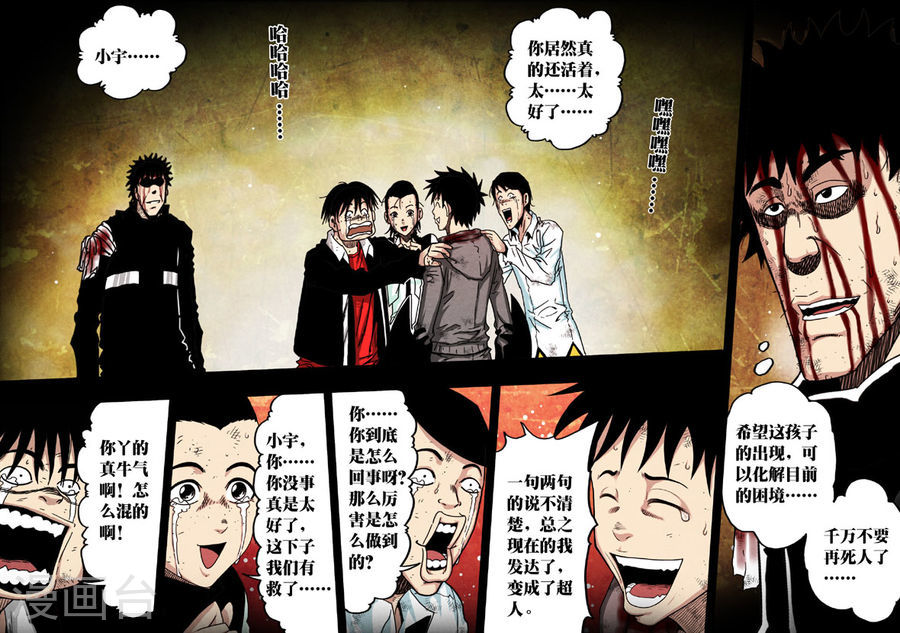 小宇……
哈哈哈哈……
你居然真
的还活着，
太……太
好了……
嘿嘿嘿嘿……
你丫的
真牛气
啊！怎
么混的
啊！
小宇，
你……
你没事
真是太
好了，
这下子
我们有
救了……
你……
你到底
是怎么
回事呀？
那么厉
害是怎
么做到
的？
一句两句
的说不清
楚，总之
现在的我
发达了，
变成了超
人。
希望这孩子
的出现，可
以化解目前
的困境……
千万不要
再死人了
……
漫画台